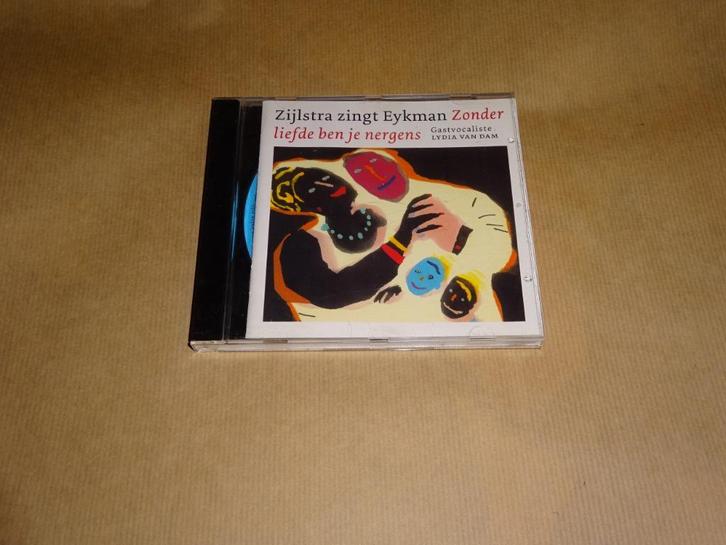 Zijlstra zingt Eykman Zonder
liefde ben je nergens
Gastvocaliste
LYDIA VAN DAM